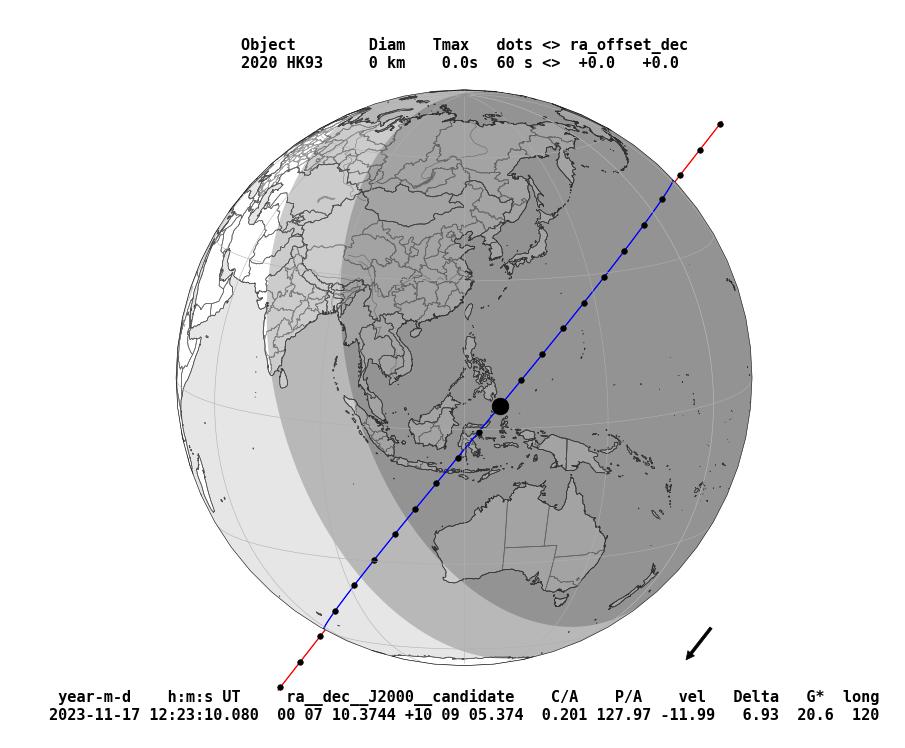 Object Diam Tmax dots <> ra_offset_dec
2020 HK93 0 km 0.0s 60 s <> +0.0 +0.0
year-m-d h:m:s UT ra__dec__J2000__candidate C/A P/A vel Delta G* long
2023-11-17 12:23:10.080 00 07 10.3744 +10 09 05.374 0.201 127.97 -11.99 6.93 20.6 120